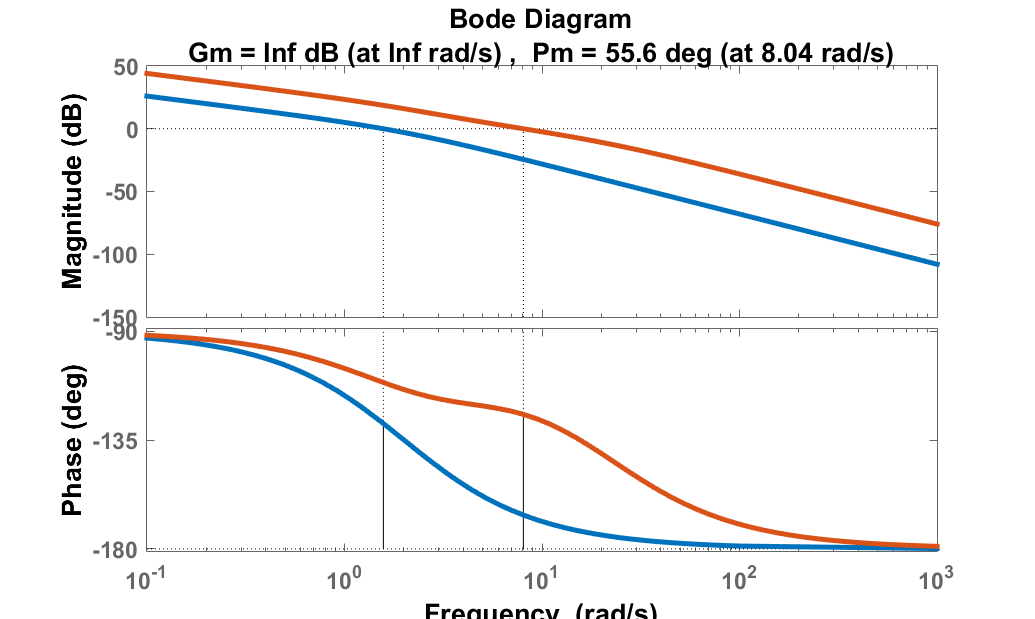 Bode Diagram
Gm = Inf dB (at Inf rad/s) ,  Pm = 55.6 deg (at 8.04 rad/s)
50
0
-50
-100
-150
Magnitude (dB)
-90
-135
-180
Phase (deg)
10^-1 10^0 10^1 10^2 10^3
Frequency  (rad/s)